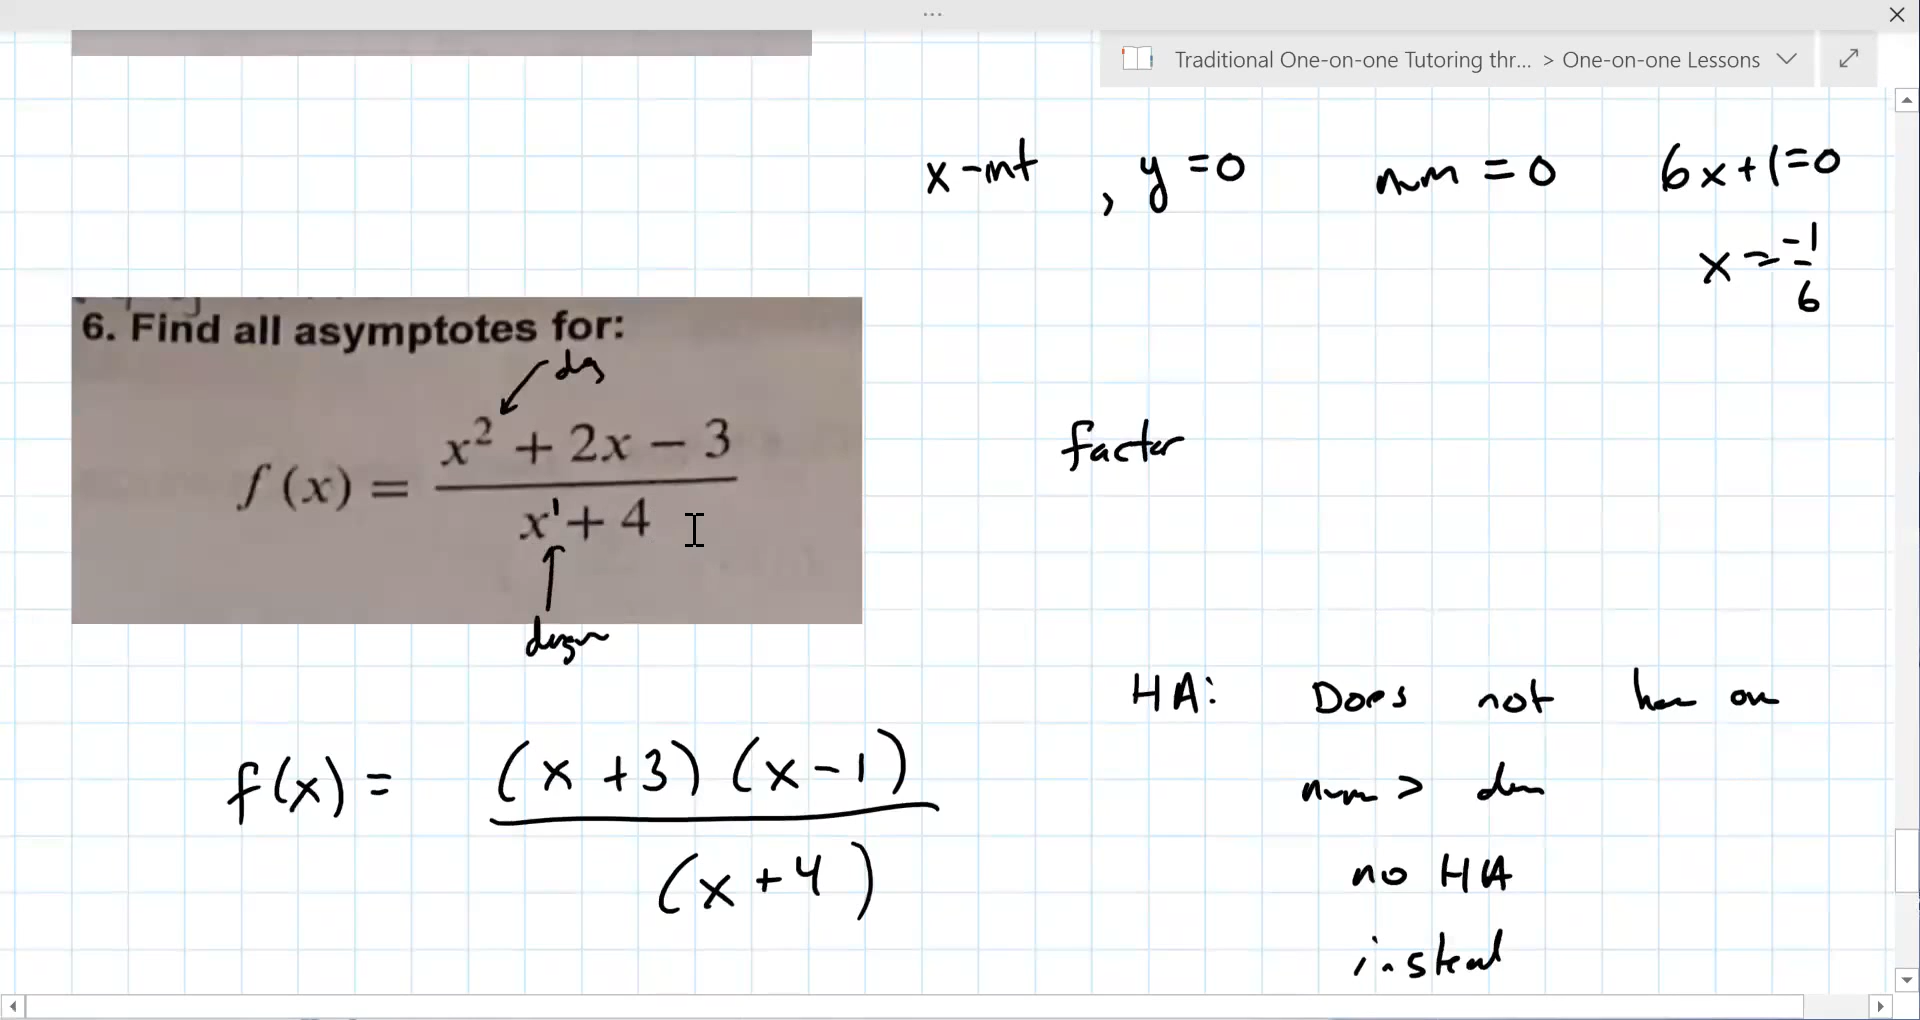 Traditional One-on-one Tutoring thr... > One-on-one Lessons
x-int , y = 0 num = 0 6x+1=0
x = -1/6
6. Find all asymptotes for:
deg
f(x) = (x² + 2x − 3)/(x¹ + 4)
factor
HA: Does not
f(x) = ((x+3)(x-1))/(x+4)
num > den
no HA
instead